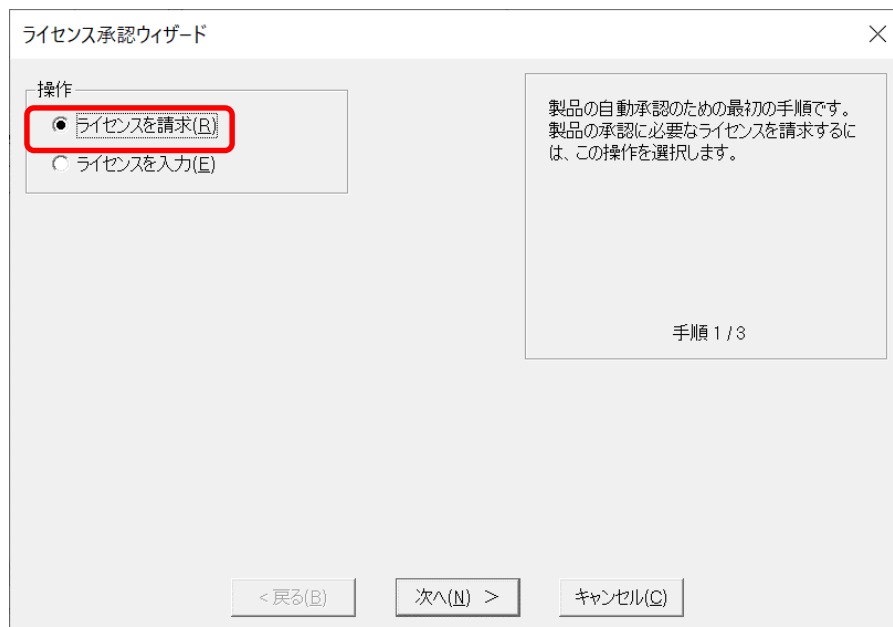 ライセンス承認ウィザード
操作
ライセンスを請求(R)
ライセンスを入力(E)
製品の自動承認のための最初の手順です。
製品の承認に必要なライセンスを請求するに
は、この操作を選択します。
手順 1 / 3
< 戻る(B)
次へ(N) >
キャンセル(C)